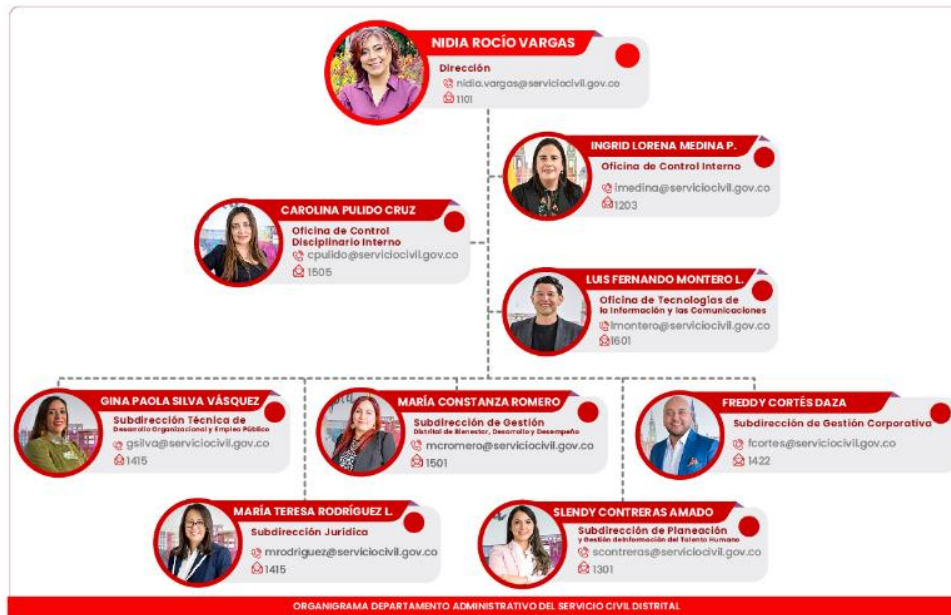 NIDIA ROCÍO VARGAS
Dirección
nidia.vargas@serviciocivil.gov.co
1101
INGRID LORENA MEDINA P.
Oficina de Control Interno
imedina@serviciocivil.gov.co
1203
CAROLINA PULIDO CRUZ
Oficina de Control
Disciplinario Interno
cpulido@serviciocivil.gov.co
1505
LUIS FERNANDO MONTERO L.
Oficina de Tecnologías de
la Información y las Comunicaciones
lmontero@serviciocivil.gov.co
1601
GINA PAOLA SILVA VÁSQUEZ
Subdirección Técnica de
Desarrollo Organizacional y Empleo Público
gsilva@serviciocivil.gov.co
1415
MARÍA CONSTANZA ROMERO
Subdirección de Gestión
Distrital de Bienestar, Desarrollo y Desempeño
mcromero@serviciocivil.gov.co
1501
FREDDY CORTÉS DAZA
Subdirección de Gestión Corporativa
fcortes@serviciocivil.gov.co
1422
MARÍA TERESA RODRÍGUEZ L.
Subdirección Jurídica
mrodriguez@serviciocivil.gov.co
1415
SLENDY CONTRERAS AMADO
Subdirección de Planeación
y Gestión deInformación del Talento Humano
scontreras@serviciocivil.gov.co
1301
ORGANIGRAMA DEPARTAMENTO ADMINISTRATIVO DEL SERVICIO CIVIL DISTRITAL